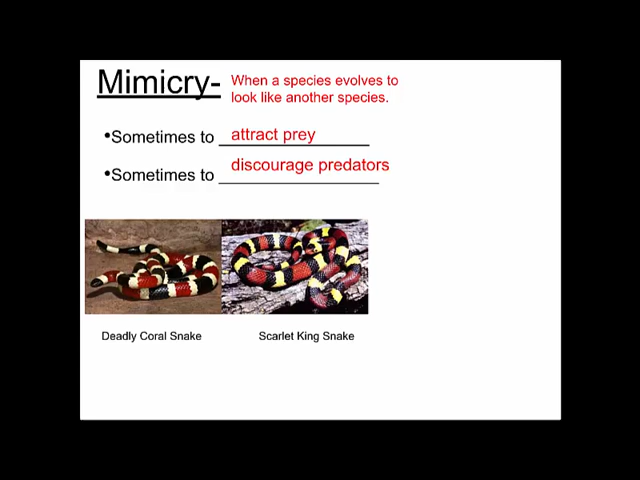 Mimicry- When a species evolves to
look like another species.
•Sometimes to attract prey
•Sometimes to discourage predators
Deadly Coral Snake
Scarlet King Snake